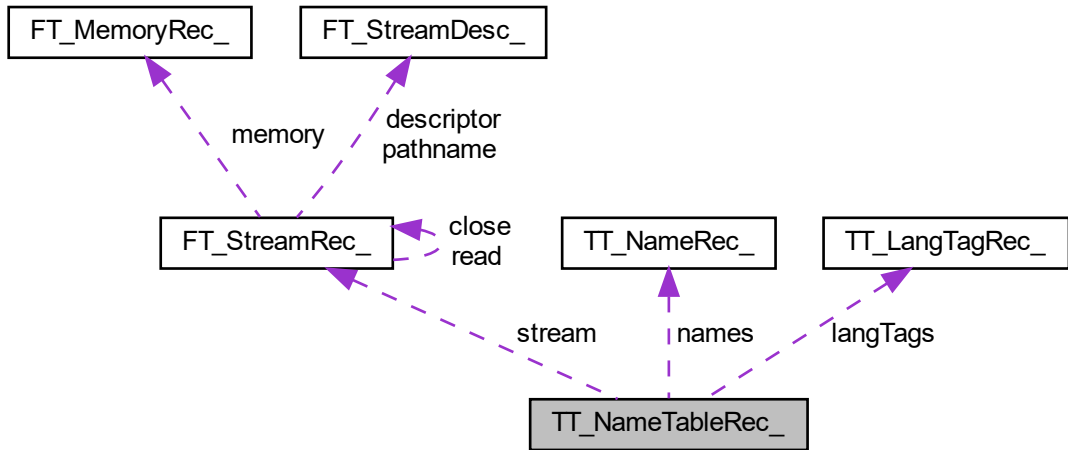 FT_MemoryRec_
FT_StreamDesc_
memory
descriptor
pathname
FT_StreamRec_
close
read
TT_NameRec_
TT_LangTagRec_
stream
names
langTags
TT_NameTableRec_